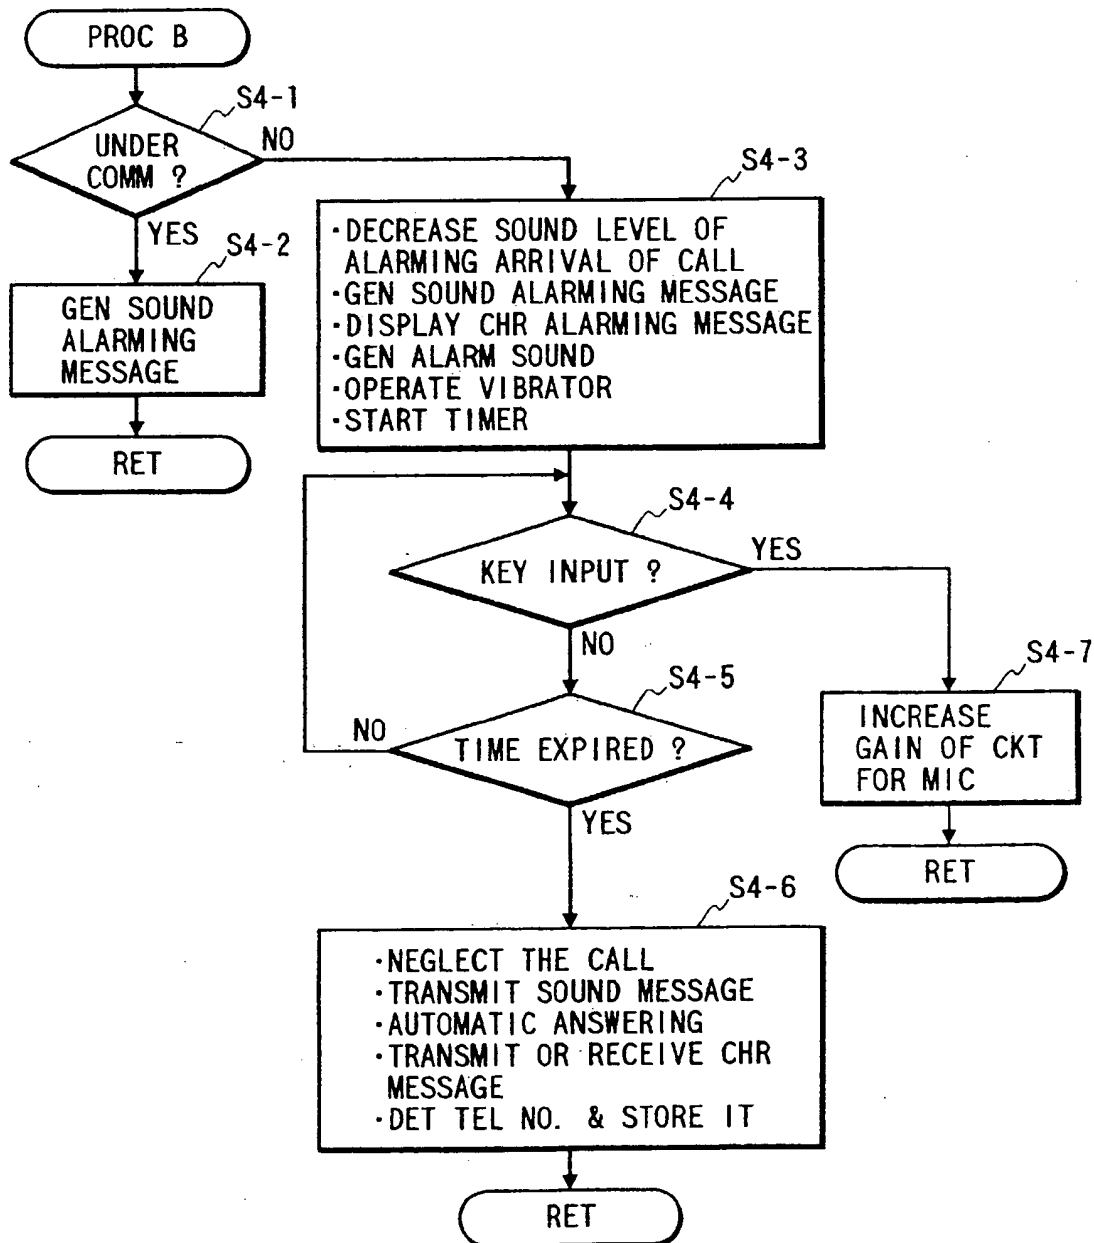 PROC B
S4-1
UNDER
COMM ?
NO
YES
S4-2
GEN SOUND
ALARMING
MESSAGE
RET
S4-3
·DECREASE SOUND LEVEL OF
ALARMING ARRIVAL OF CALL
·GEN SOUND ALARMING MESSAGE
·DISPLAY CHR ALARMING MESSAGE
·GEN ALARM SOUND
·OPERATE VIBRATOR
·START TIMER
S4-4
KEY INPUT ?
YES
NO
S4-5
TIME EXPIRED ?
NO
YES
S4-7
INCREASE
GAIN OF CKT
FOR MIC
RET
S4-6
·NEGLECT THE CALL
·TRANSMIT SOUND MESSAGE
·AUTOMATIC ANSWERING
·TRANSMIT OR RECEIVE CHR
MESSAGE
·DET TEL NO. & STORE IT
RET